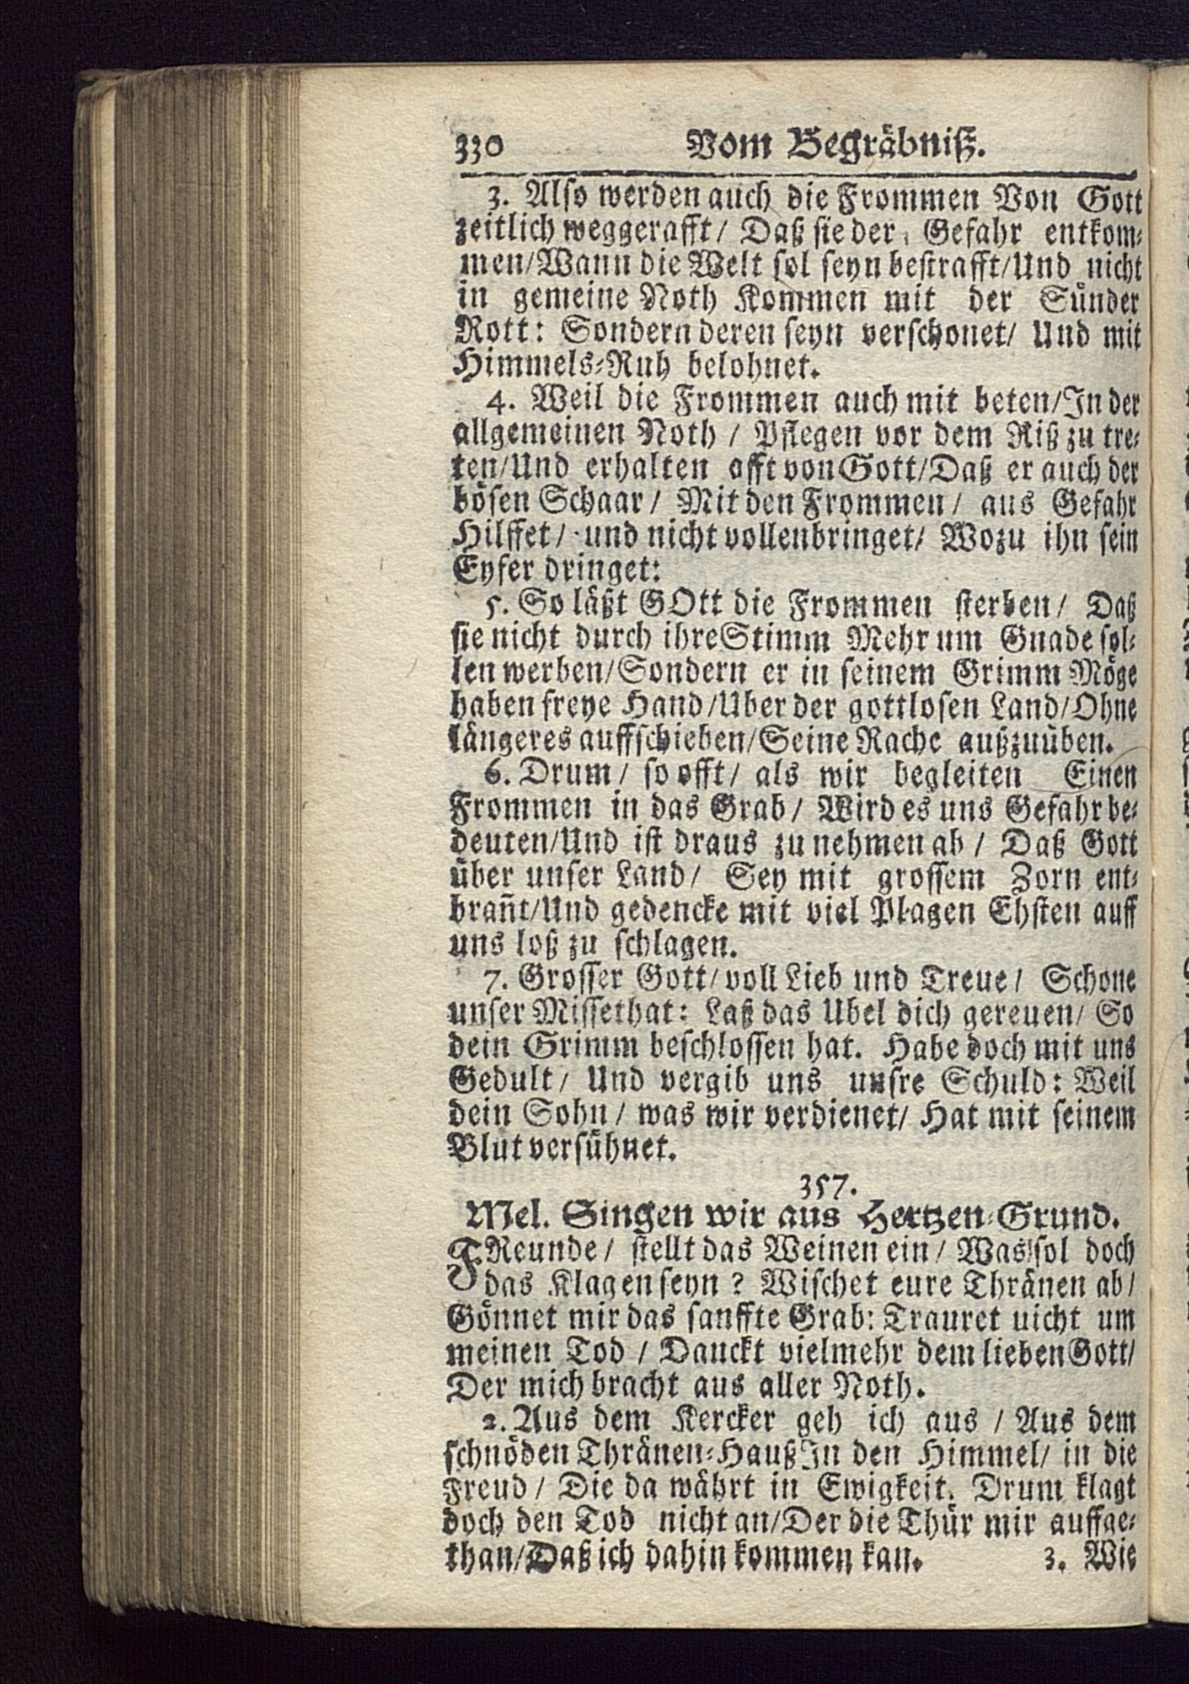 330 Vom Begräbniß.
3. Also werden auch die Frommen Von Gott
zeitlich weggerafft/ Daß sie der Gefahr entkom-
men/Wann die Welt sol seyn bestrafft/Und nicht
in gemeine Noth Kommen mit der Sünder
Rott: Sondern deren seyn verschonet/ Und mit
Himmels-Ruh belohnet.
4. Weil die Frommen auch mit beten/In der
allgemeinen Noth / Pflegen vor dem Riß zu tre-
ten/Und erhalten offt von Gott/Daß er auch der
bösen Schaar / Mit den Frommen / aus Gefahr
Hilffet/ und nicht vollenbringet/ Wozu ihn sein
Eyfer dringet:
5. So läßt GOtt die Frommen sterben / Daß
sie nicht durch ihre Stimm Mehr um Gnade sol-
len werben/Sondern er in seinem Grimm Möge
haben freye Hand/Uber der gottlosen Land/Ohne
längeres auffschieben/Seine Rache außzuüben.
6. Drum / so offt / als wir begleiten Einen
Frommen in das Grab / Wird es uns Gefahr be-
deuten/Und ist draus zu nehmen ab / Daß Gott
über unser Land / Sey mit grossem Zorn ent-
brañt/Und gedencke mit viel Plagen Ehsten auff
uns loß zu schlagen.
7. Grosser Gott/ voll Lieb und Treue / Schone
unser Missethat: Laß das Ubel dich gereuen/ So
dein Grimm beschlossen hat. Habe doch mit uns
Gedult / Und vergib uns unsre Schuld: Weil
dein Sohn / was wir verdienet/ Hat mit seinem
Blut versühnet.
357.
Mel. Singen wir aus Hertzen-Grund.
FReunde / stellt das Weinen ein / Was sol doch
das Klagen seyn? Wischet eure Thränen ab/
Gönnet mir das sanffte Grab: Trauret nicht um
meinen Tod / Danckt vielmehr dem lieben Gott/
Der mich bracht aus aller Noth.
2. Aus dem Kercker geh ich aus / Aus dem
schnöden Thränen-Hauß In den Himmel/ in die
Freud / Die da währt in Ewigkeit. Drum klagt
doch den Tod nicht an/Der die Thür mir auffge-
than/Daß ich dahin kommen kan. 3. Wie